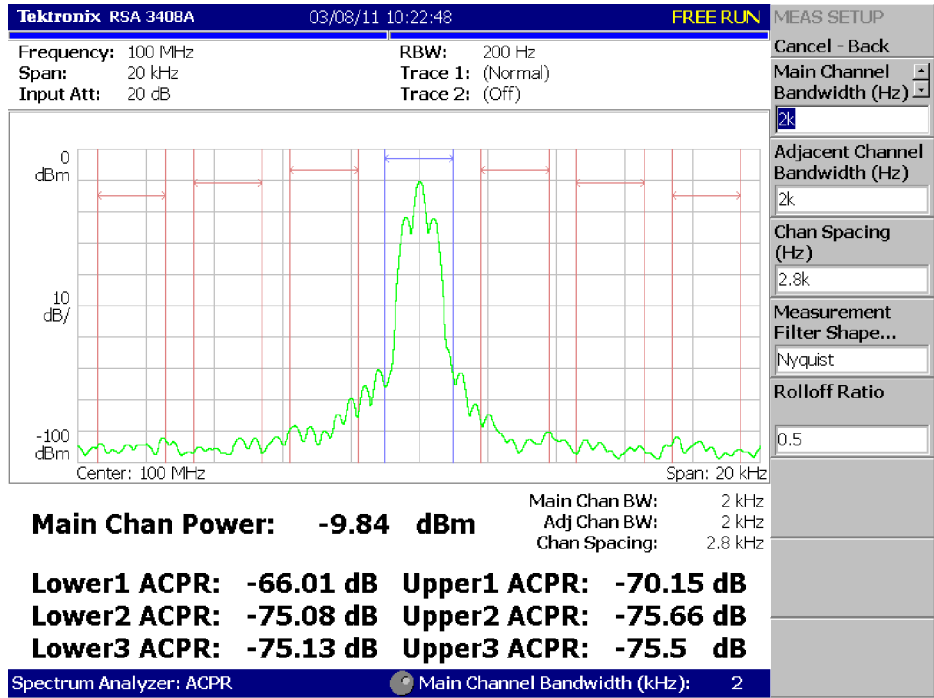 Tektronix RSA 3408A 03/08/11 10:22:48 FREE RUN
Frequency: 100 MHz RBW: 200 Hz
Span: 20 kHz Trace 1: (Normal)
Input Att: 20 dB Trace 2: (Off)
0
dBm
10
dB/
-100
dBm
Center: 100 MHz Span: 20 kHz
Main Chan Power: -9.84 dBm
Main Chan BW: 2 kHz
Adj Chan BW: 2 kHz
Chan Spacing: 2.8 kHz
Lower1 ACPR: -66.01 dB Upper1 ACPR: -70.15 dB
Lower2 ACPR: -75.08 dB Upper2 ACPR: -75.66 dB
Lower3 ACPR: -75.13 dB Upper3 ACPR: -75.5 dB
Spectrum Analyzer: ACPR Main Channel Bandwidth (kHz): 2
MEAS SETUP
Cancel - Back
Main Channel
Bandwidth (Hz)
2k
Adjacent Channel
Bandwidth (Hz)
2k
Chan Spacing
(Hz)
2.8k
Measurement
Filter Shape...
Nyquist
Rolloff Ratio
0.5